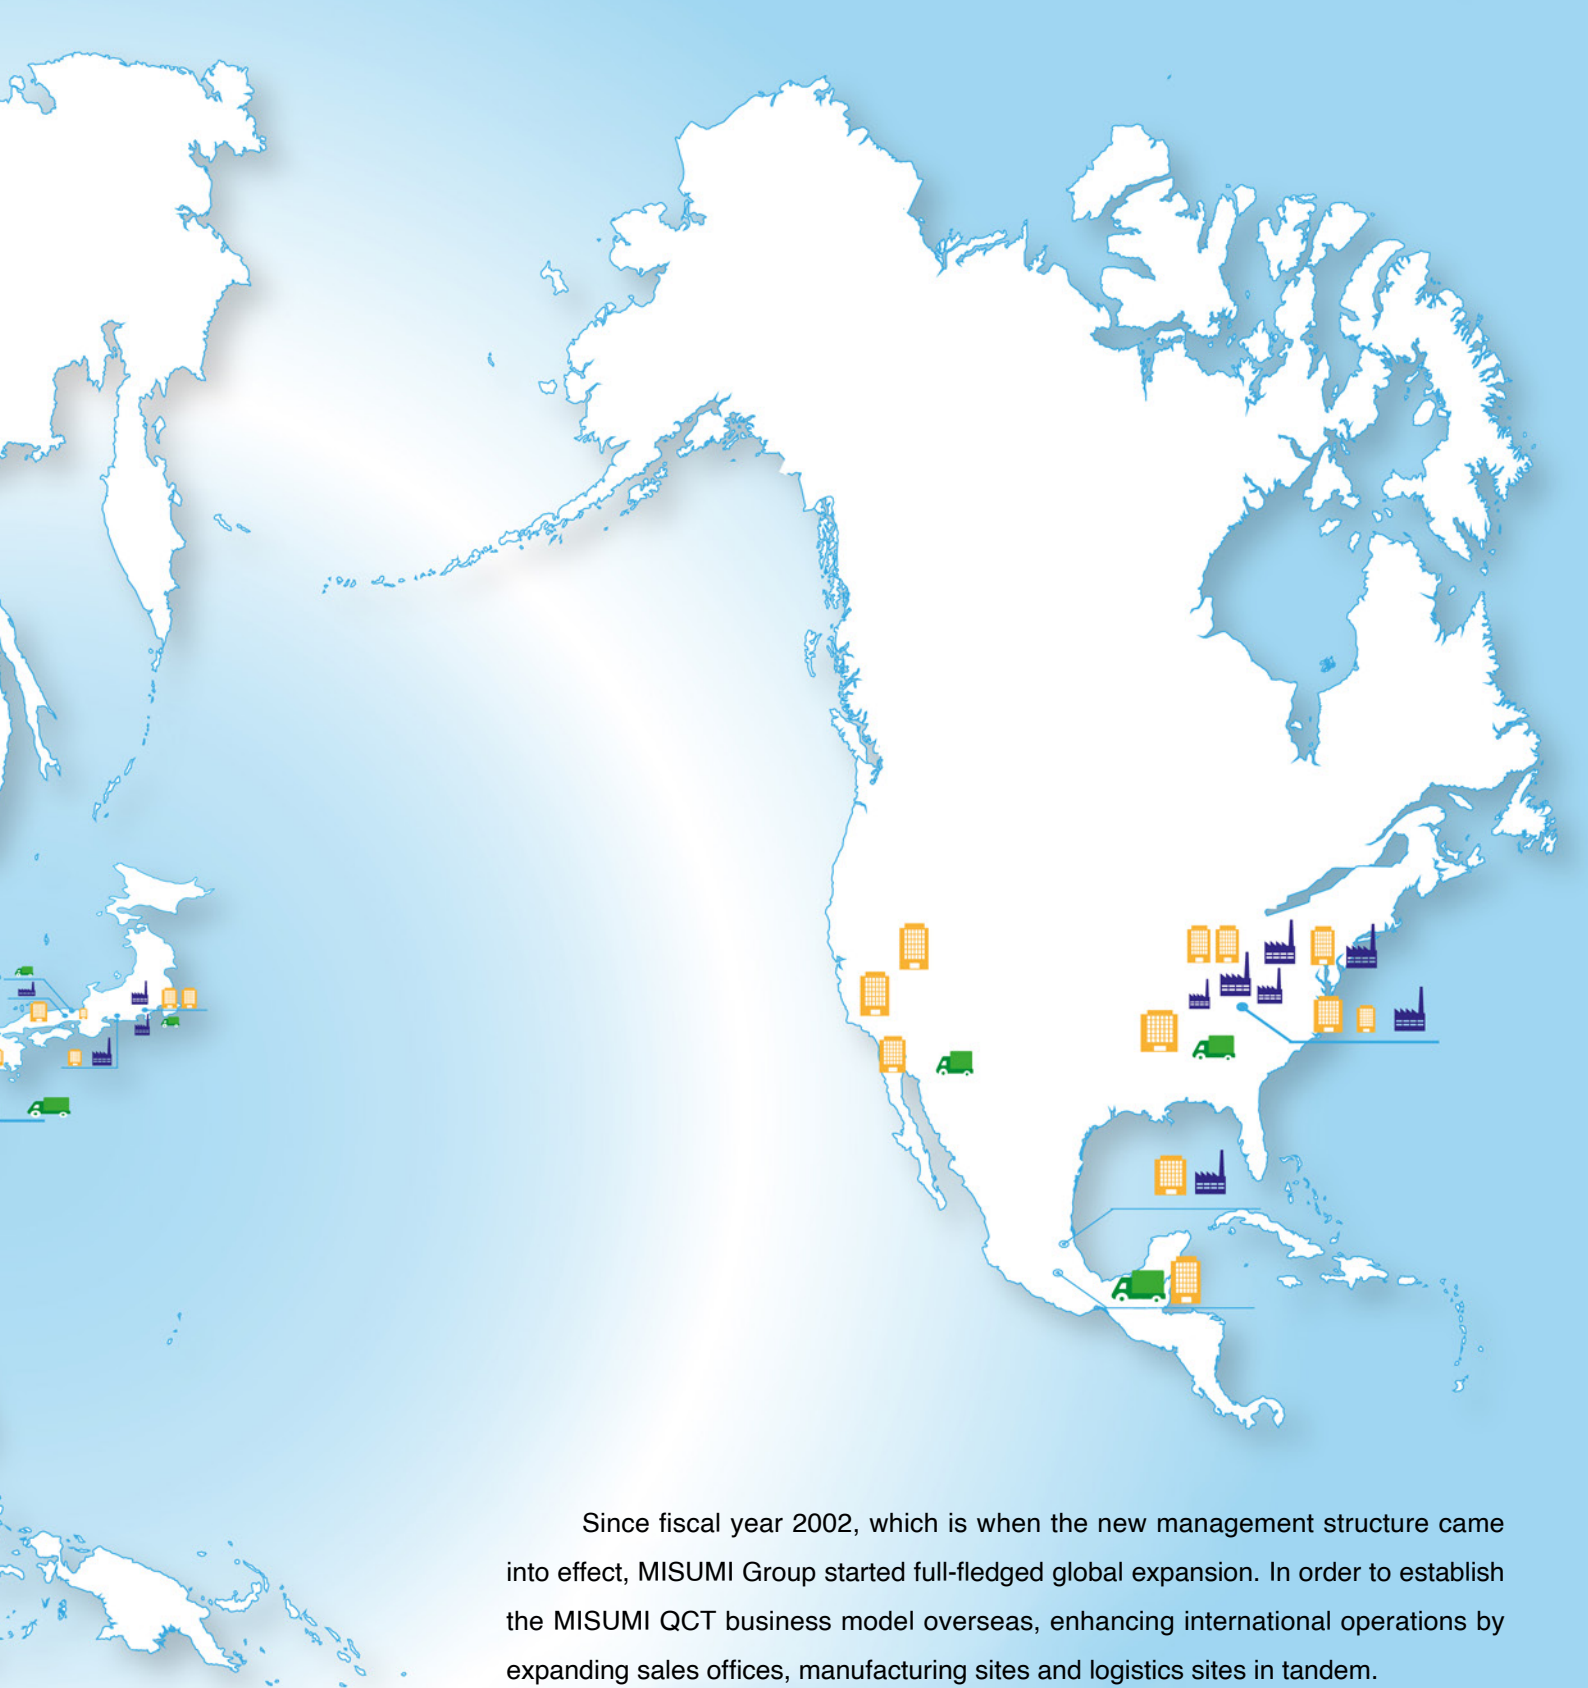 Since fiscal year 2002, which is when the new management structure came
into effect, MISUMI Group started full-fledged global expansion. In order to establish
the MISUMI QCT business model overseas, enhancing international operations by
expanding sales offices, manufacturing sites and logistics sites in tandem.